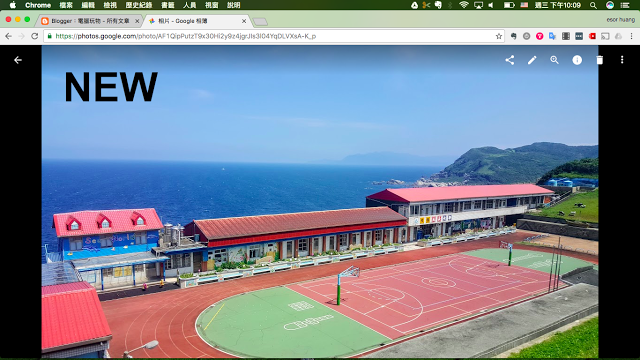 Chrome 檔案 編輯 檢視 歷史紀錄 書籤 人員 視窗 說明 週三 下午10:09
Blogger：電腦玩物 - 所有文章 相片 - Google 相簿 esor huang
https://photos.google.com/photo/AF1QipPutzT9x30Hi2y9z4jgrJIs3I04YqDLVXsA-K_p
NEW